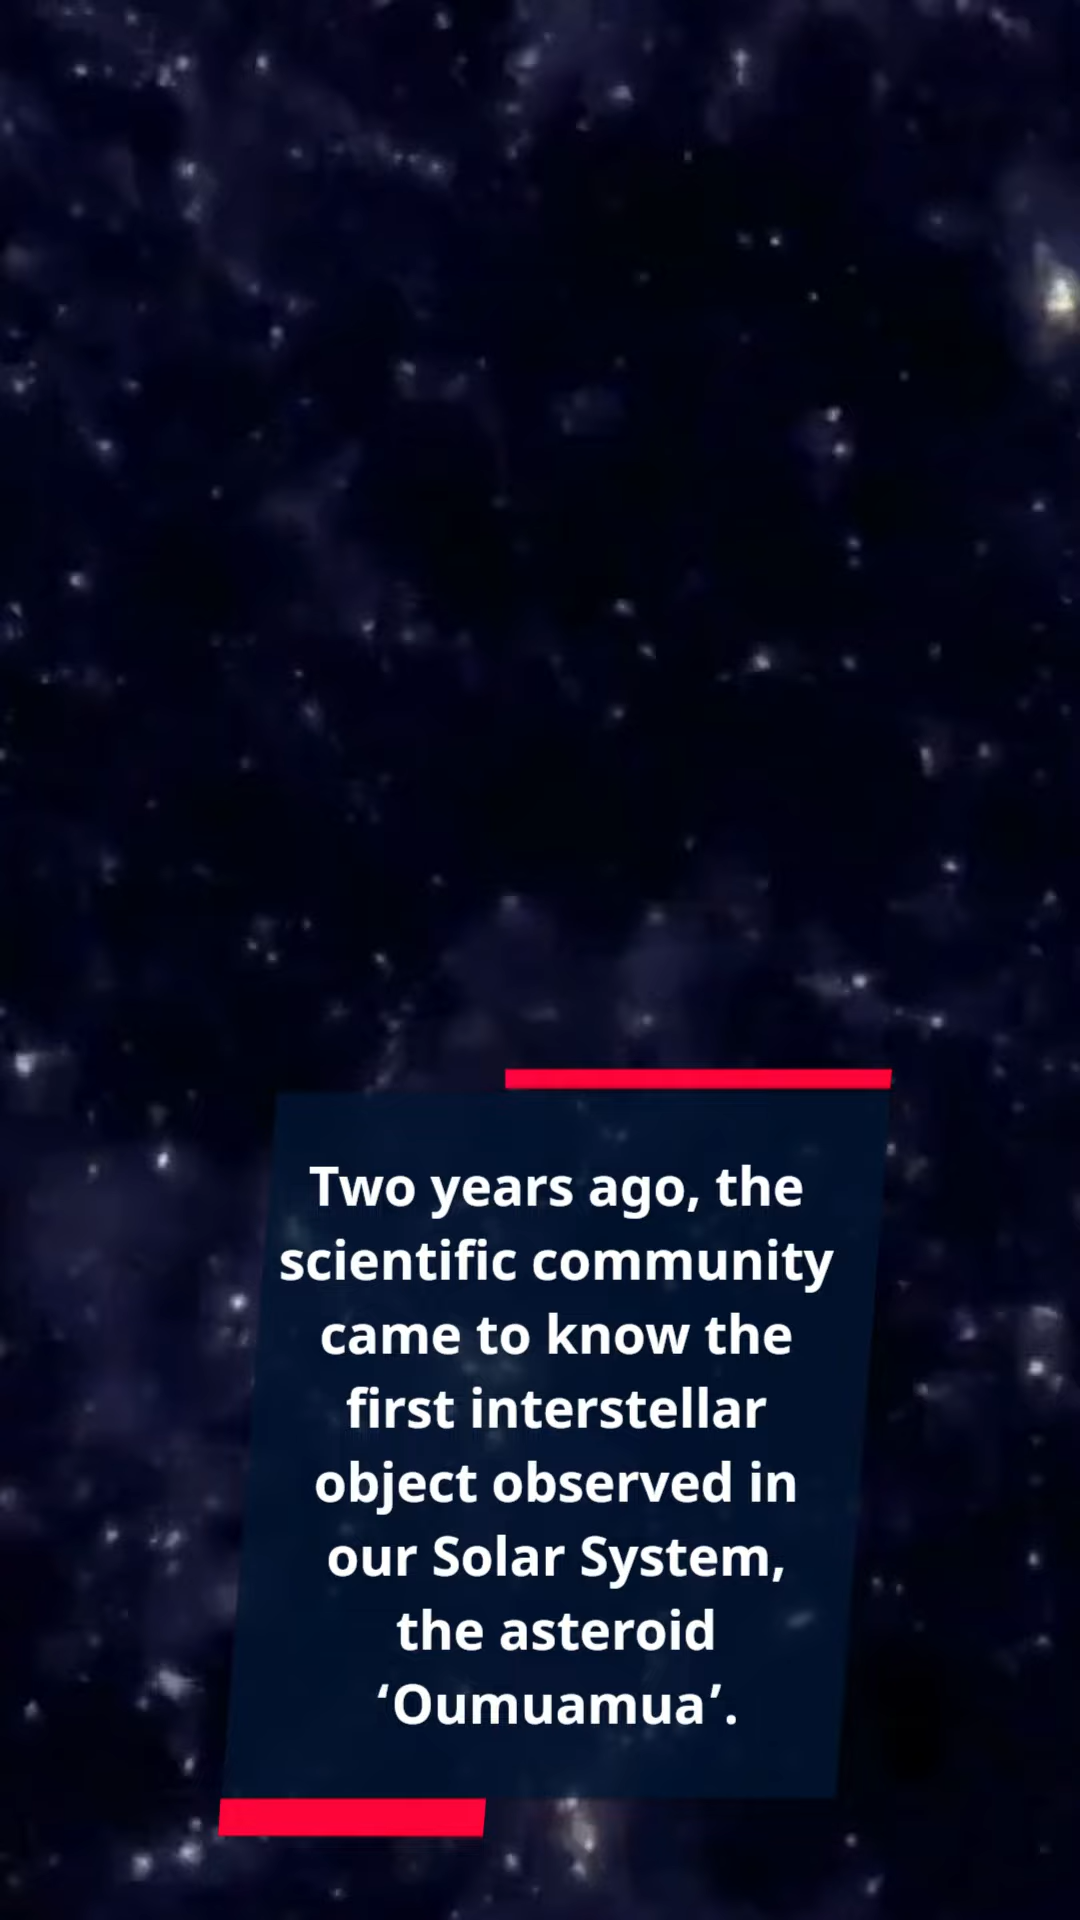 Two years ago, the
scientific community
came to know the
first interstellar
object observed in
our Solar System,
the asteroid
‘Oumuamua’.